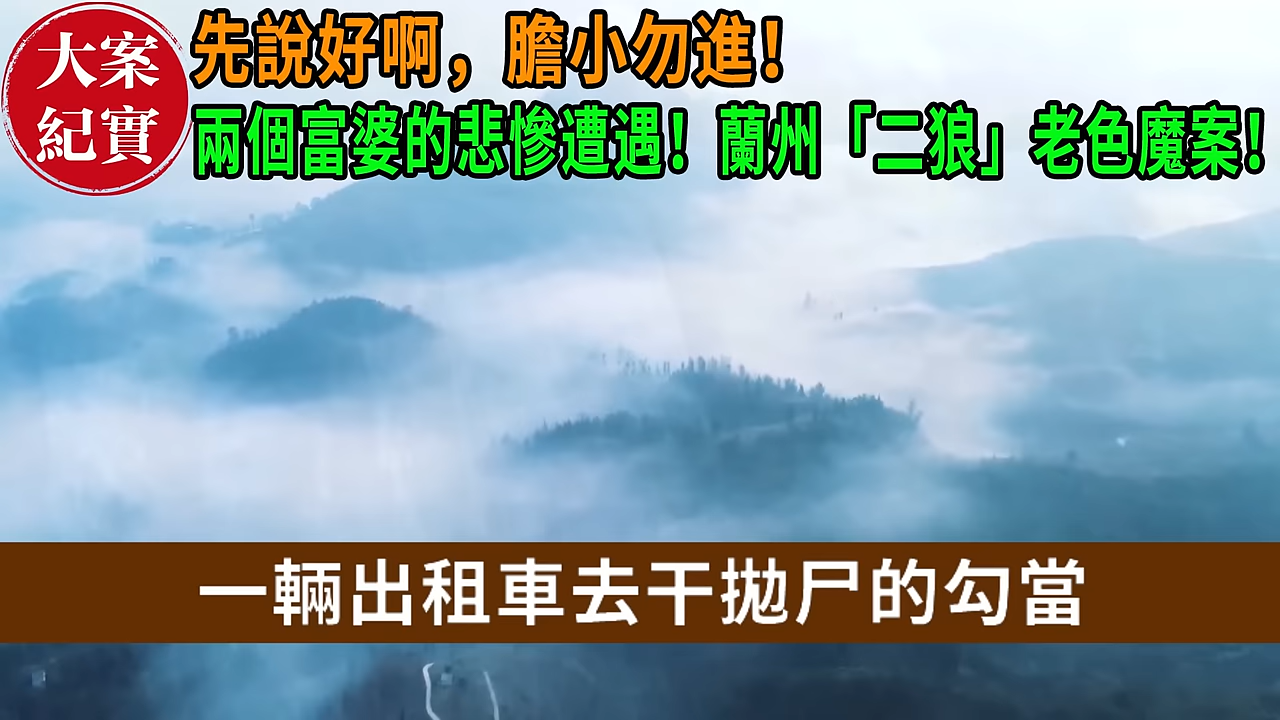 大案
紀實
先說好啊，膽小勿進！
兩個富婆的悲慘遭遇！蘭州「二狼」老色魔案！
一輛出租車去干拋尸的勾當